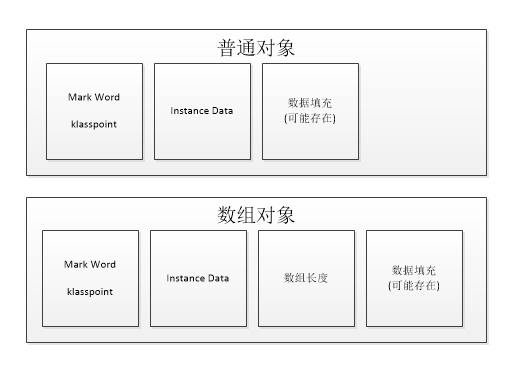 普通对象
Mark Word
klasspoint
Instance Data
数据填充
(可能存在)
数组对象
Mark Word
klasspoint
Instance Data
数组长度
数据填充
(可能存在)